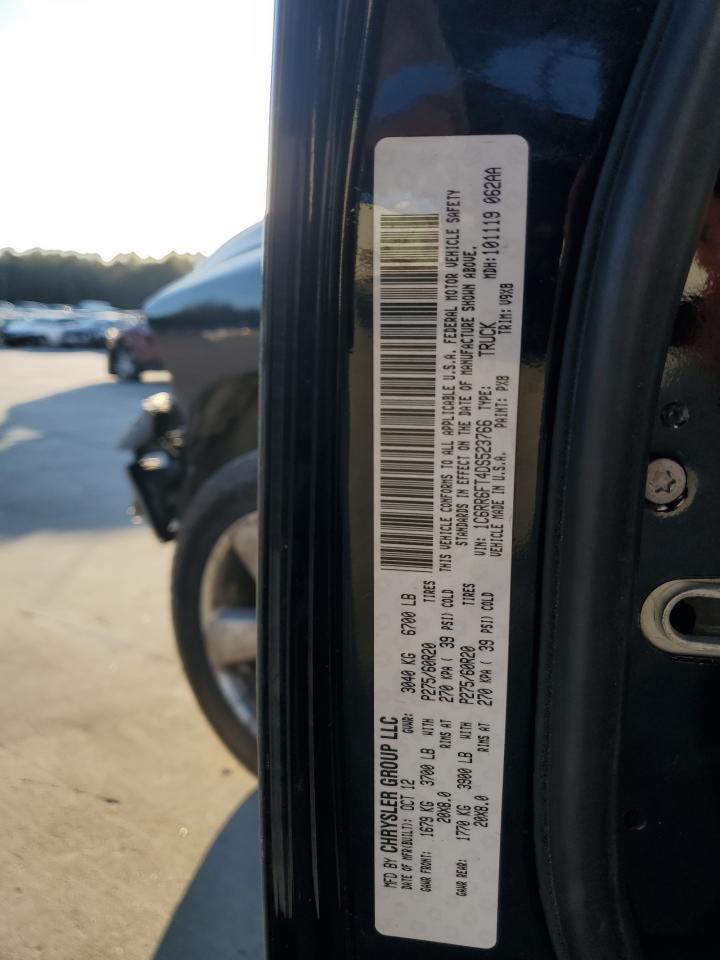 MFD BY CHRYSLER GROUP LLC
DATE OF MFR(BUILT): OCT 12 GVWR: 3040 KG 6700 LB
GAWR FRONT: 1679 KG 3700 LB WITH P275/60R20 TIRES
20X8.0 RIMS AT 270 KPA ( 39 PSI) COLD
GAWR REAR: 1770 KG 3900 LB WITH P275/60R20 TIRES
20X8.0 RIMS AT 270 KPA ( 39 PSI) COLD
THIS VEHICLE CONFORMS TO ALL APPLICABLE U.S.A. FEDERAL MOTOR VEHICLE SAFETY
STANDARDS IN EFFECT ON THE DATE OF MANUFACTURE SHOWN ABOVE.
VIN: 1C6RR6FT4DS523766 TYPE: TRUCK MDH:101119 062AA
VEHICLE MADE IN U.S.A. PAINT: PX8 TRIM: V9X8